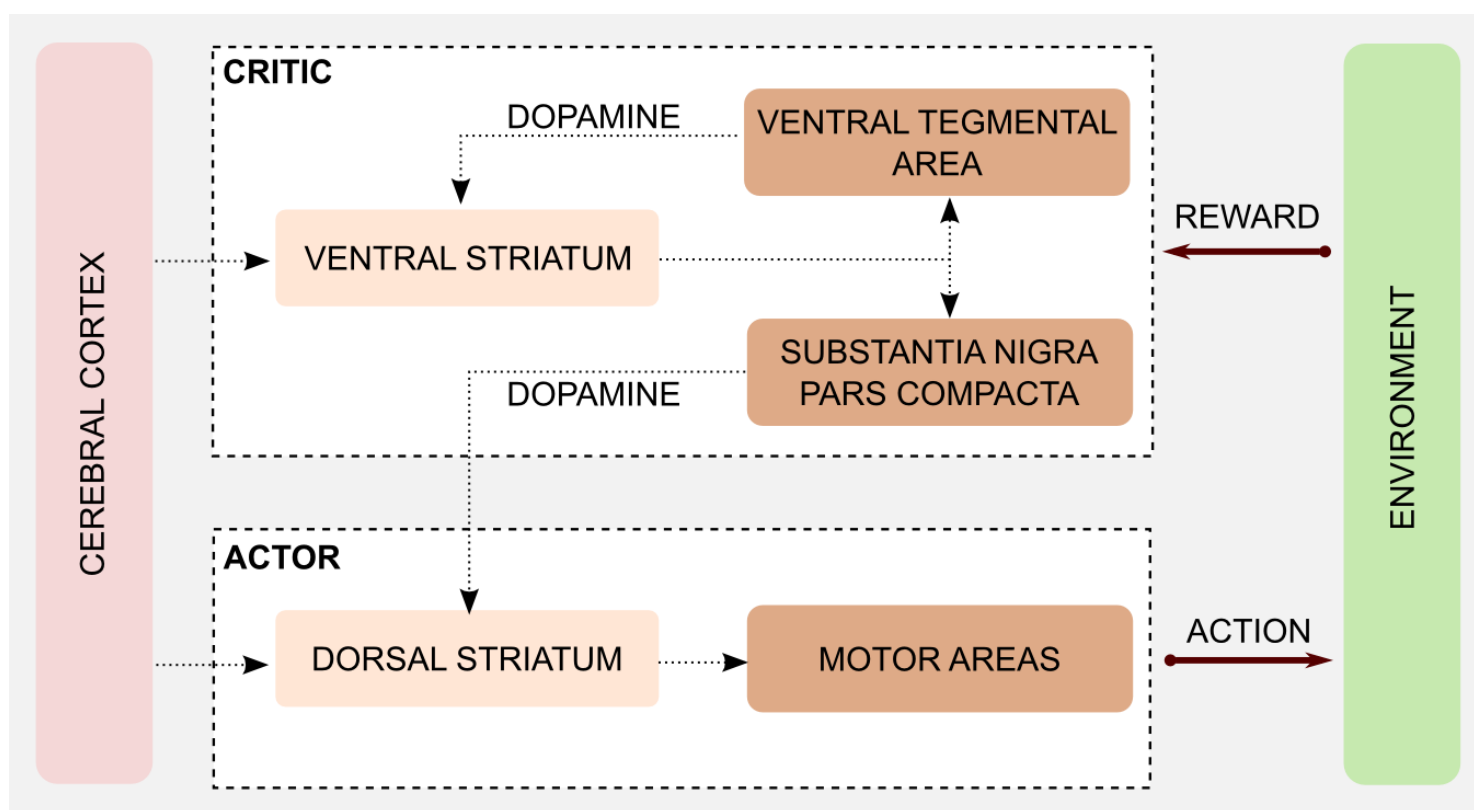 CEREBRAL CORTEX
CRITIC
DOPAMINE
VENTRAL TEGMENTAL
AREA
VENTRAL STRIATUM
SUBSTANTIA NIGRA
PARS COMPACTA
DOPAMINE
REWARD
ENVIRONMENT
ACTOR
DORSAL STRIATUM
MOTOR AREAS
ACTION